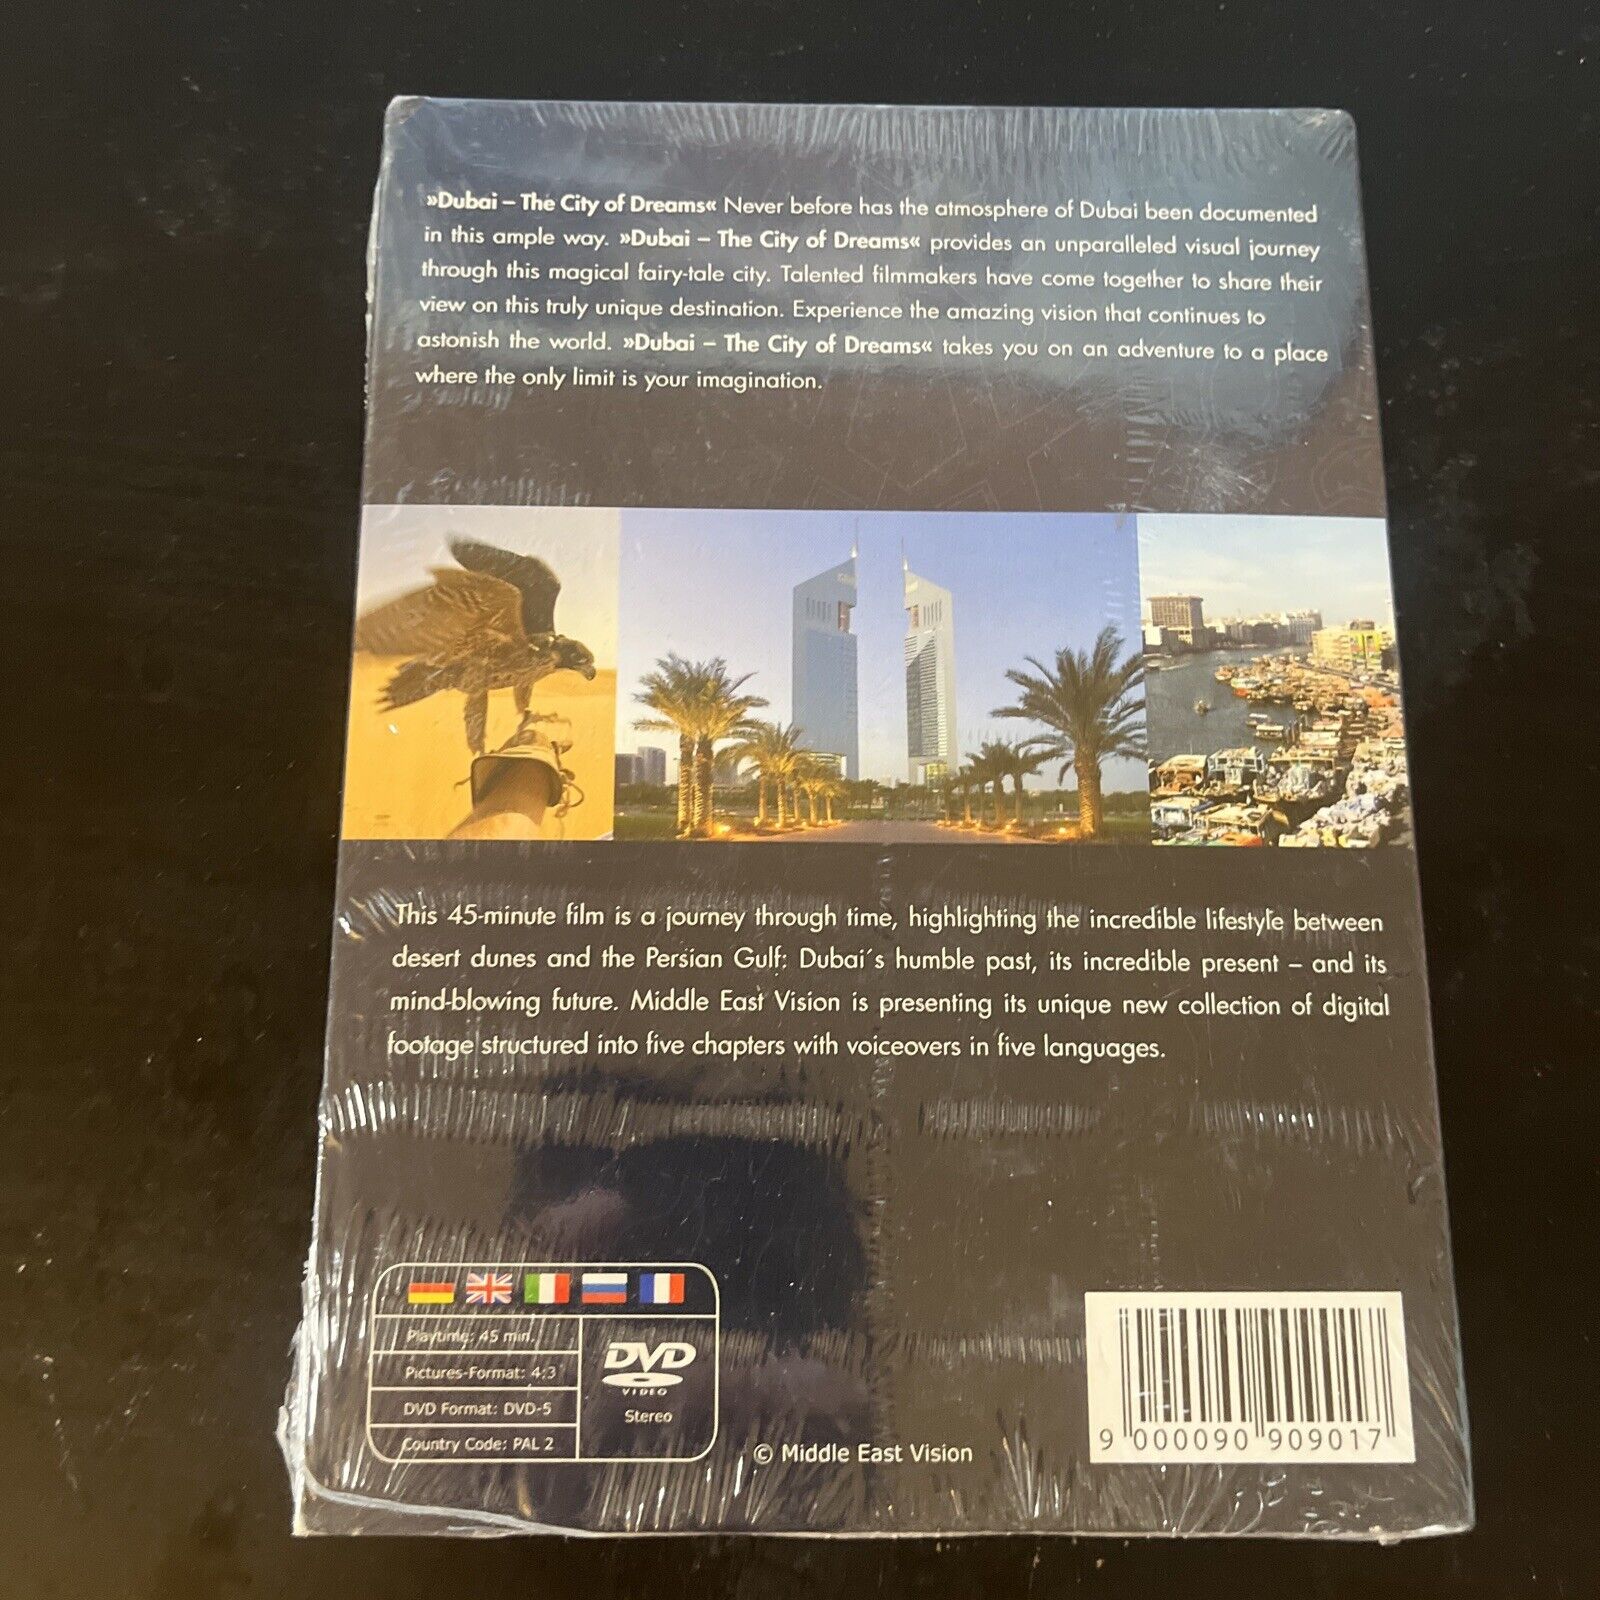 »Dubai – The City of Dreams« Never before has the atmosphere of Dubai been documented
in this ample way. »Dubai – The City of Dreams« provides an unparalleled visual journey
through this magical fairy-tale city. Talented filmmakers have come together to share their
view on this truly unique destination. Experience the amazing vision that continues to
astonish the world. »Dubai – The City of Dreams« takes you on an adventure to a place
where the only limit is your imagination.
This 45-minute film is a journey through time, highlighting the incredible lifestyle between
desert dunes and the Persian Gulf: Dubai´s humble past, its incredible present – and its
mind-blowing future. Middle East Vision is presenting its unique new collection of digital
footage structured into five chapters with voiceovers in five languages.
Playtime: 45 min.
Pictures-Format: 4:3
DVD Format: DVD-5
Country Code: PAL 2
DVD
VIDEO
Stereo
© Middle East Vision
9 000090 909017